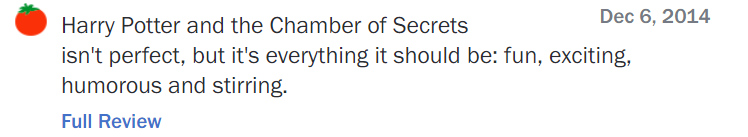 Harry Potter and the Chamber of Secrets
Dec 6, 2014
isn't perfect, but it's everything it should be: fun, exciting,
humorous and stirring.
Full Review